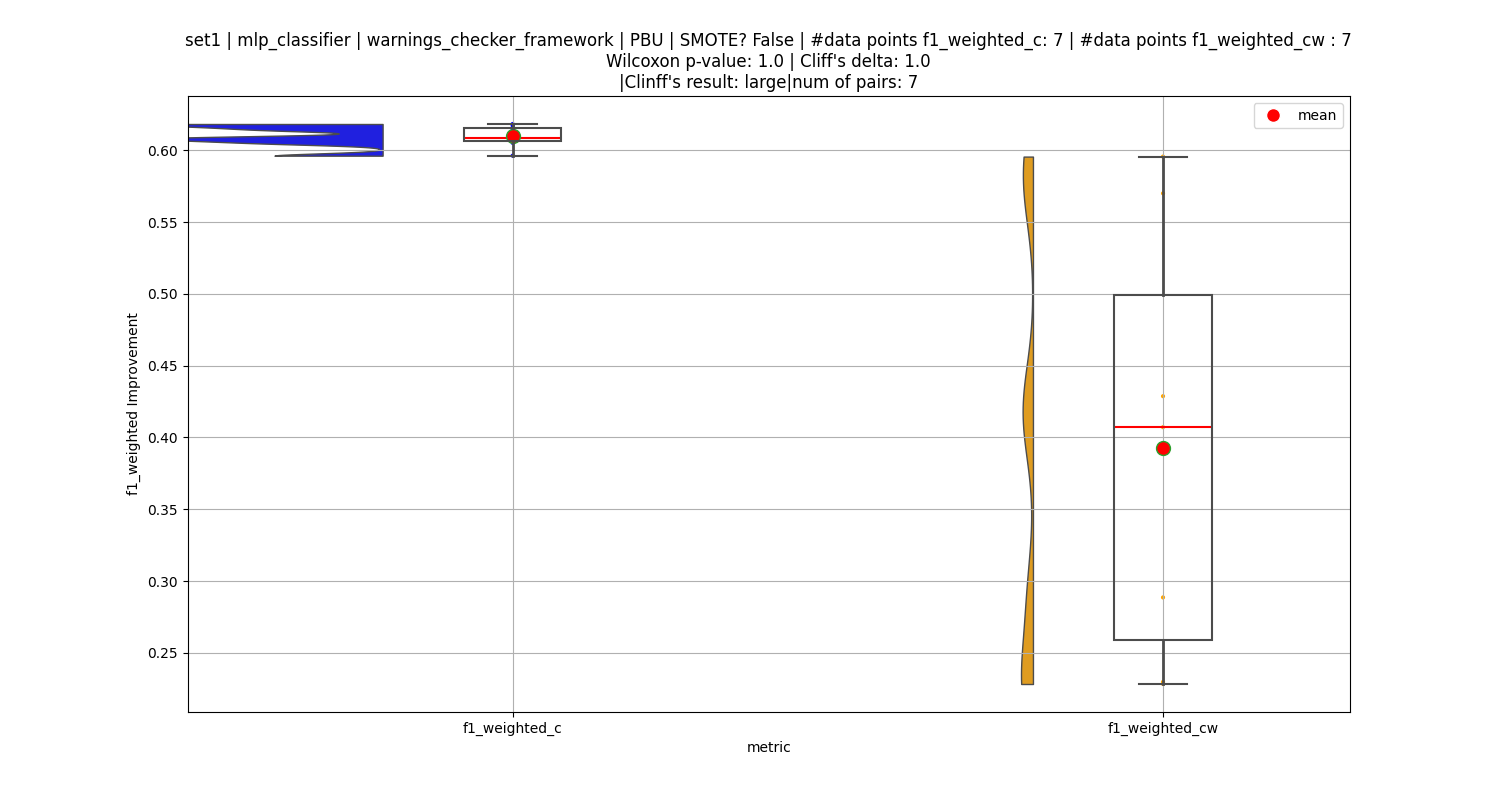 set1 | mlp_classifier | warnings_checker_framework | PBU | SMOTE? False | #data points f1_weighted_c: 7 | #data points f1_weighted_cw : 7
Wilcoxon p-value: 1.0 | Cliff's delta: 1.0
|Clinff's result: large|num of pairs: 7
mean
0.60
0.55
0.50
0.45
0.40
0.35
0.30
0.25
f1_weighted Improvement
f1_weighted_c
f1_weighted_cw
metric